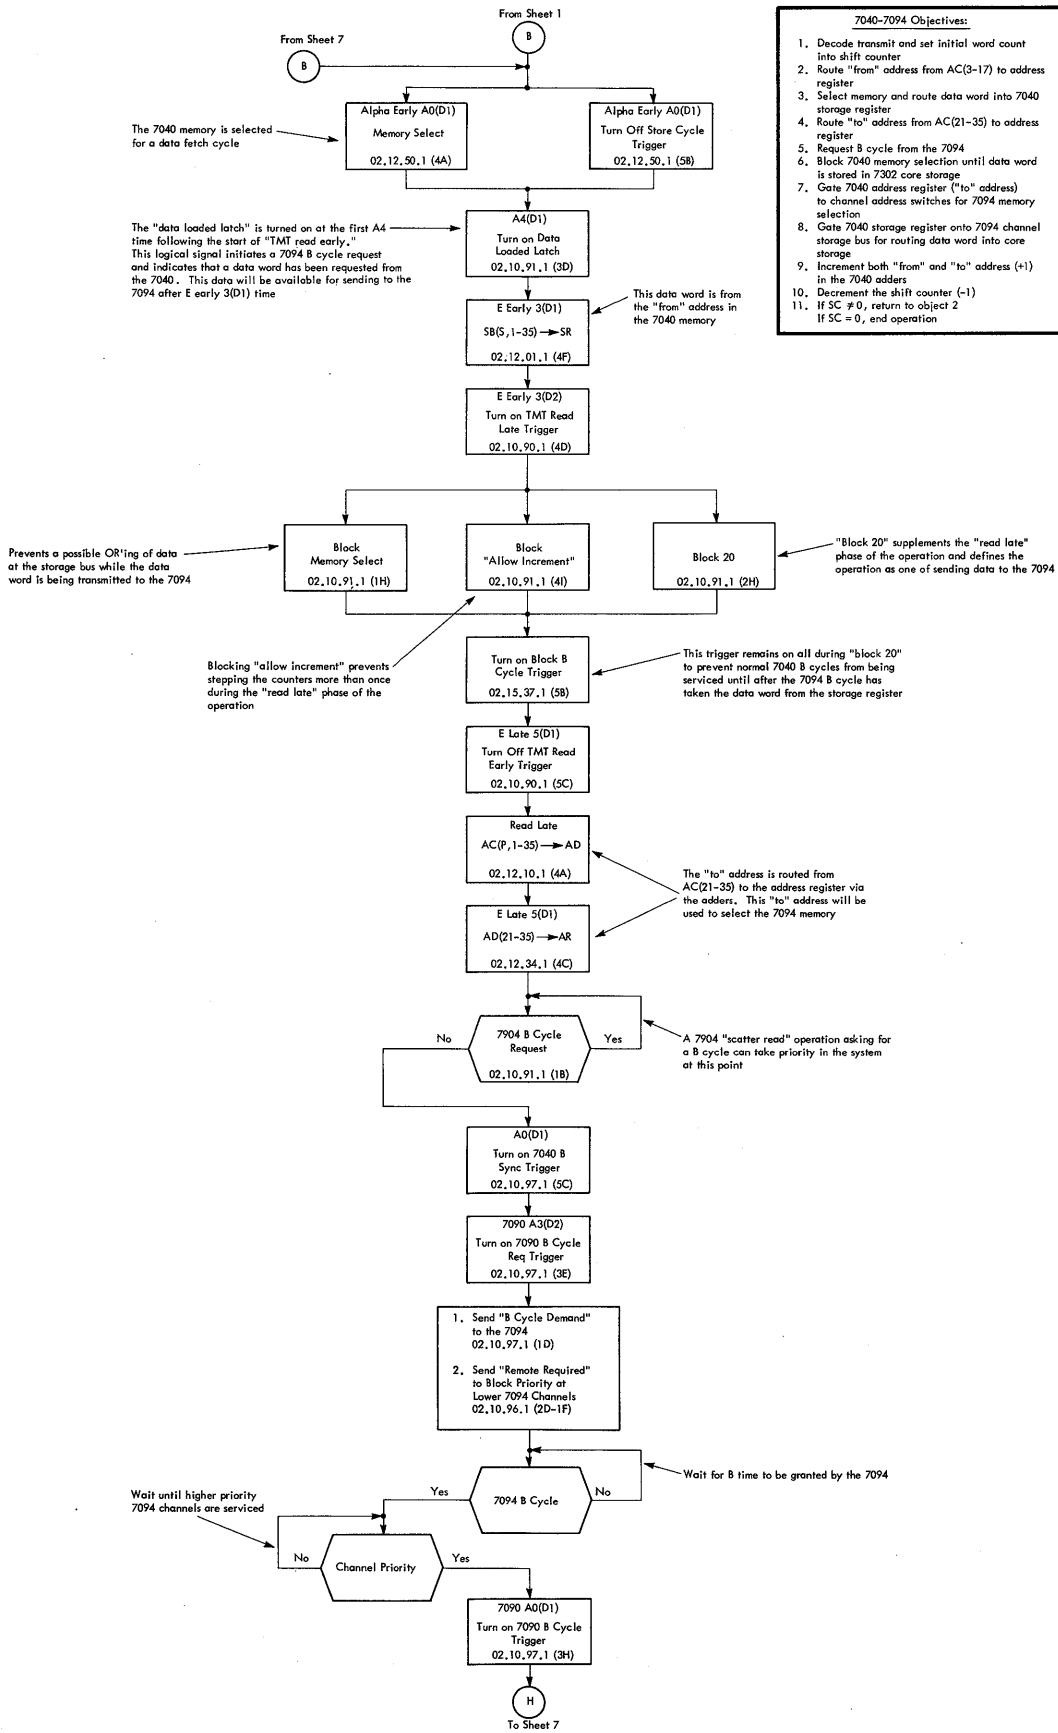 From Sheet 1
B
From Sheet 7
B
7040-7094 Objectives:
1. Decode transmit and set initial word count
into shift counter
2. Route "from" address from AC(3-17) to address
register
3. Select memory and route data word into 7040
storage register
4. Route "to" address from AC(21-35) to address
register
5. Request B cycle from the 7094
6. Block 7040 memory selection until data word
is stored in 7302 core storage
7. Gate 7040 address register ("to" address)
to channel address switches for 7094 memory
selection
8. Gate 7040 storage register onto 7094 channel
storage bus for routing data word into core
storage
9. Increment both "from" and "to" address (+1)
in the 7040 adders
10. Decrement the shift counter (-1)
11. If SC ≠ 0, return to object 2
If SC = 0, end operation
The 7040 memory is selected
for a data fetch cycle
Alpha Early A0(D1)
Memory Select
02.12.50.1 (4A)
Alpha Early A0(D1)
Turn Off Store Cycle
Trigger
02.12.50.1 (5B)
The "data loaded latch" is turned on at the first A4
time following the start of "TMT read early."
This logical signal initiates a 7094 B cycle request
and indicates that a data word has been requested from
the 7040. This data will be available for sending to the
7094 after E early 3(D1) time
A4(D1)
Turn on Data
Loaded Latch
02.10.91.1 (3D)
E Early 3(D1)
SB(S,1-35) → SR
02.12.01.1 (4F)
This data word is from
the "from" address in
the 7040 memory
E Early 3(D2)
Turn on TMT Read
Late Trigger
02.10.90.1 (4D)
Prevents a possible OR'ing of data
at the storage bus while the data
word is being transmitted to the 7094
Block
Memory Select
02.10.91.1 (1H)
Block
"Allow Increment"
02.10.91.1 (4I)
Block 20
02.10.91.1 (2H)
"Block 20" supplements the "read late"
phase of the operation and defines the
operation as one of sending data to the 7094
Blocking "allow increment" prevents
stepping the counters more than once
during the "read late" phase of the
operation
Turn on Block B
Cycle Trigger
02.15.37.1 (5B)
This trigger remains on all during "block 20"
to prevent normal 7040 B cycles from being
serviced until after the 7094 B cycle has
taken the data word from the storage register
E Late 5(D1)
Turn Off TMT Read
Early Trigger
02.10.90.1 (5C)
Read Late
AC(P,1-35) → AD
02.12.10.1 (4A)
The "to" address is routed from
AC(21-35) to the address register via
the adders. This "to" address will be
used to select the 7094 memory
E Late 5(D1)
AD(21-35) → AR
02.12.34.1 (4C)
No
7904 B Cycle
Request
02.10.91.1 (1B)
Yes
A 7904 "scatter read" operation asking for
a B cycle can take priority in the system
at this point
A0(D1)
Turn on 7040 B
Sync Trigger
02.10.97.1 (5C)
7090 A3(D2)
Turn on 7090 B Cycle
Req Trigger
02.10.97.1 (3E)
1. Send "B Cycle Demand"
to the 7094
02.10.97.1 (1D)
2. Send "Remote Required"
to Block Priority at
Lower 7094 Channels
02.10.96.1 (2D-1F)
Wait for B time to be granted by the 7094
Yes
7094 B Cycle
No
Wait until higher priority
7094 channels are serviced
No
Channel Priority
Yes
7090 A0(D1)
Turn on 7090 B Cycle
Trigger
02.10.97.1 (3H)
H
To Sheet 7